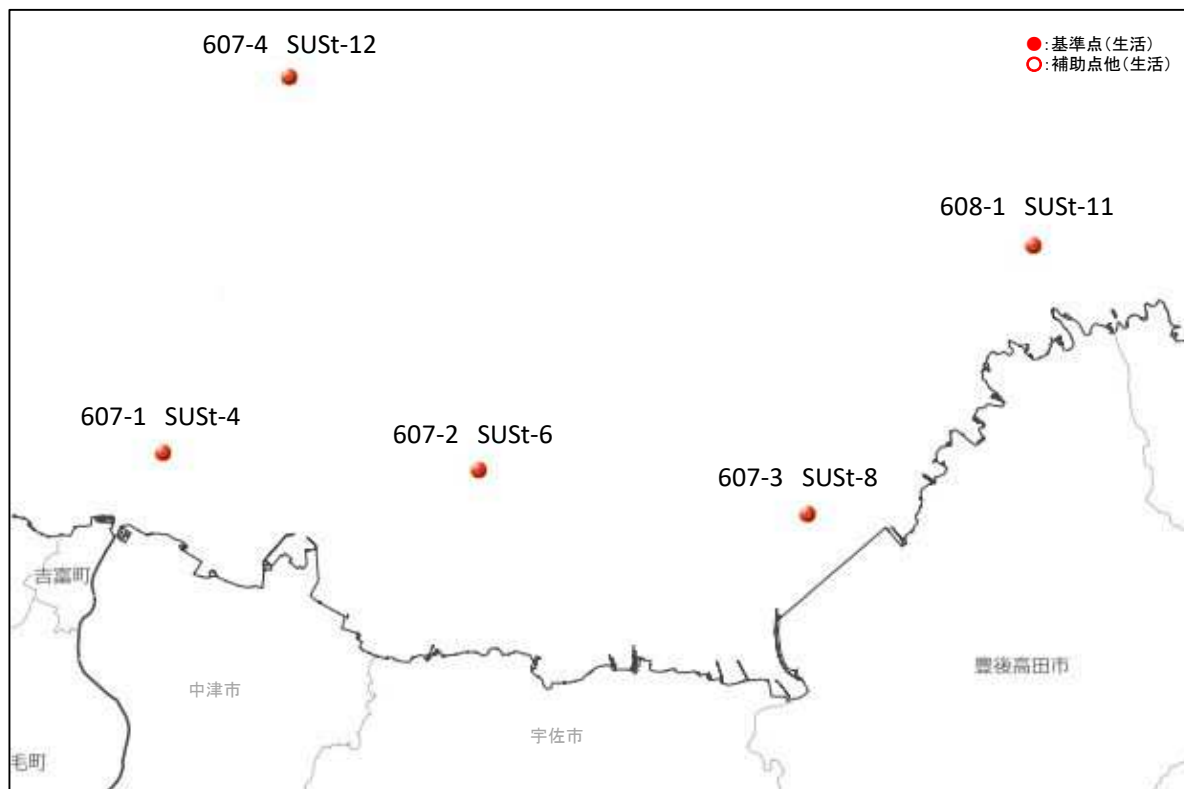 607-4 SUSt-12
●:基準点(生活)
○:補助点他(生活)
608-1 SUSt-11
607-1 SUSt-4
607-2 SUSt-6
607-3 SUSt-8
吉富町
豊後高田市
中津市
宇佐市
毛町